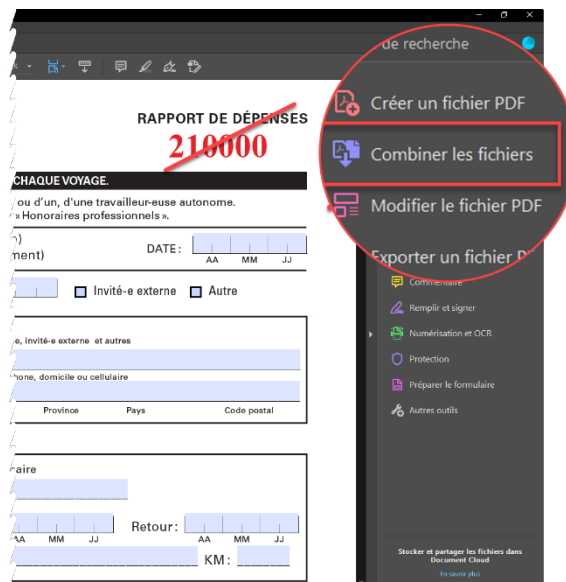 de recherche
Créer un fichier PDF
Combiner les fichiers
Modifier le fichier PDF
Exporter un fichier
Commentaire
Remplir et signer
Numérisation et OCR
Protection
Préparer le formulaire
Autres outils
Stocker et partager les fichiers dans
Document Cloud
En savoir plus
%
RAPPORT DE DÉPENSES
210000
CHAQUE VOYAGE.
ou d'un, d'une travailleur-euse autonome.
« Honoraires professionnels ».
ment)
DATE:
AA MM JJ
Invité-e externe
Autre
e, invité-e externe et autres
phone, domicile ou cellulaire
Province Pays Code postal
aire
Retour:
AA MM JJ
AA MM JJ
KM: